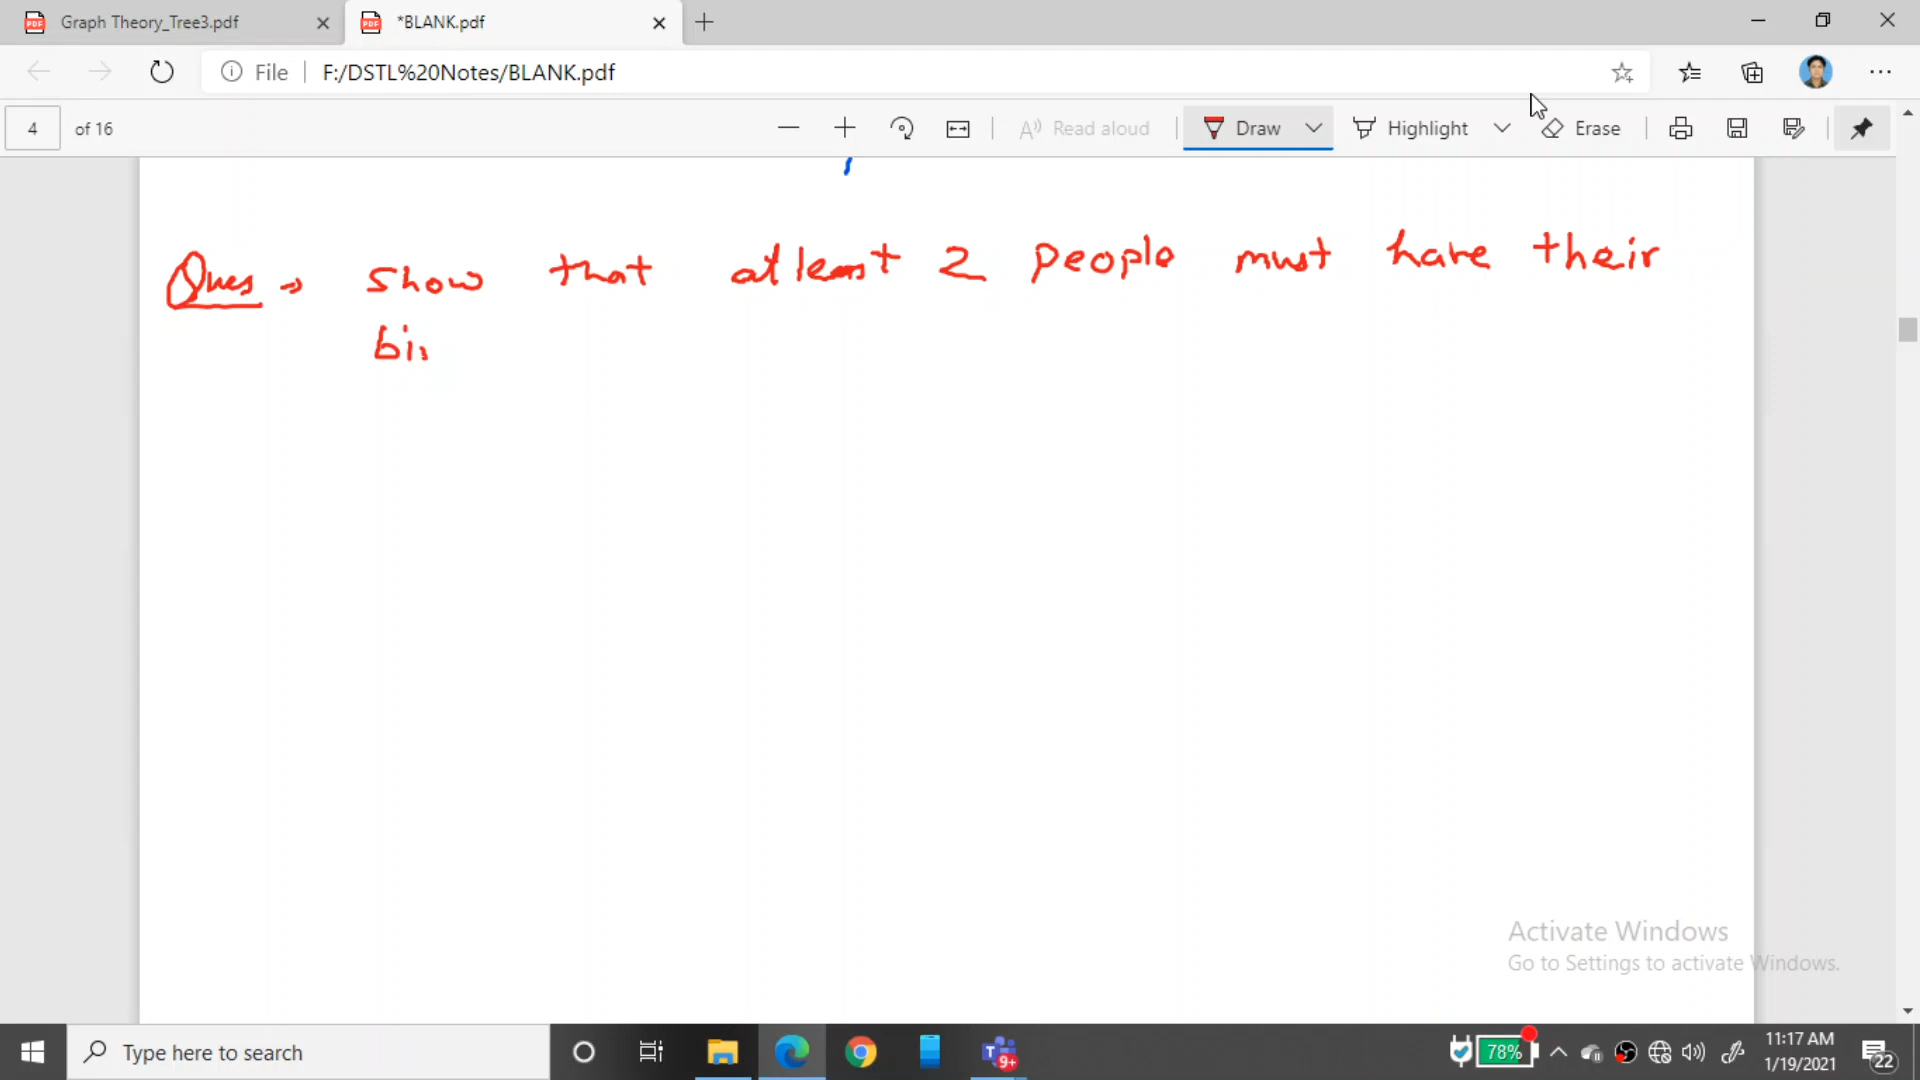 Graph Theory_Tree3.pdf
*BLANK.pdf
File
F:/DSTL%20Notes/BLANK.pdf
4 of 16
Read aloud
Draw
Highlight
Erase
Ques → Show that atleast 2 people must have their
bir
Activate Windows
Go to Settings to activate Windows.
Type here to search
9+
78%
11:17 AM
1/19/2021
22